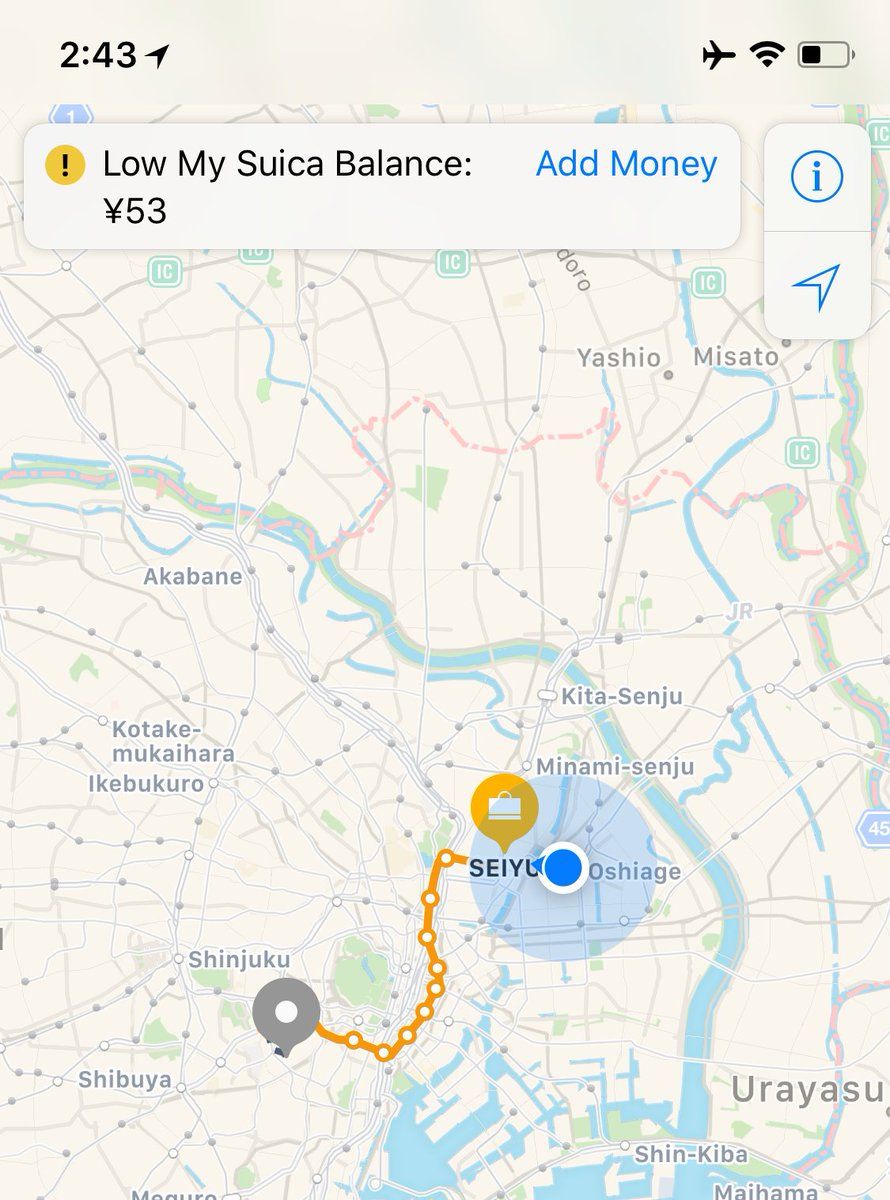 2:43
1
IC
Low My Suica Balance:
Add Money
¥53
IC
IC
IC
doro
IC
Yashio
Misato
IC
Akabane
JR
Kita-Senju
Kotake-
mukaihara
Minami-senju
Ikebukuro
45
SEIYU
Oshiage
Shinjuku
Shibuya
Urayasu
Shin-Kiba
Meguro
Maihama